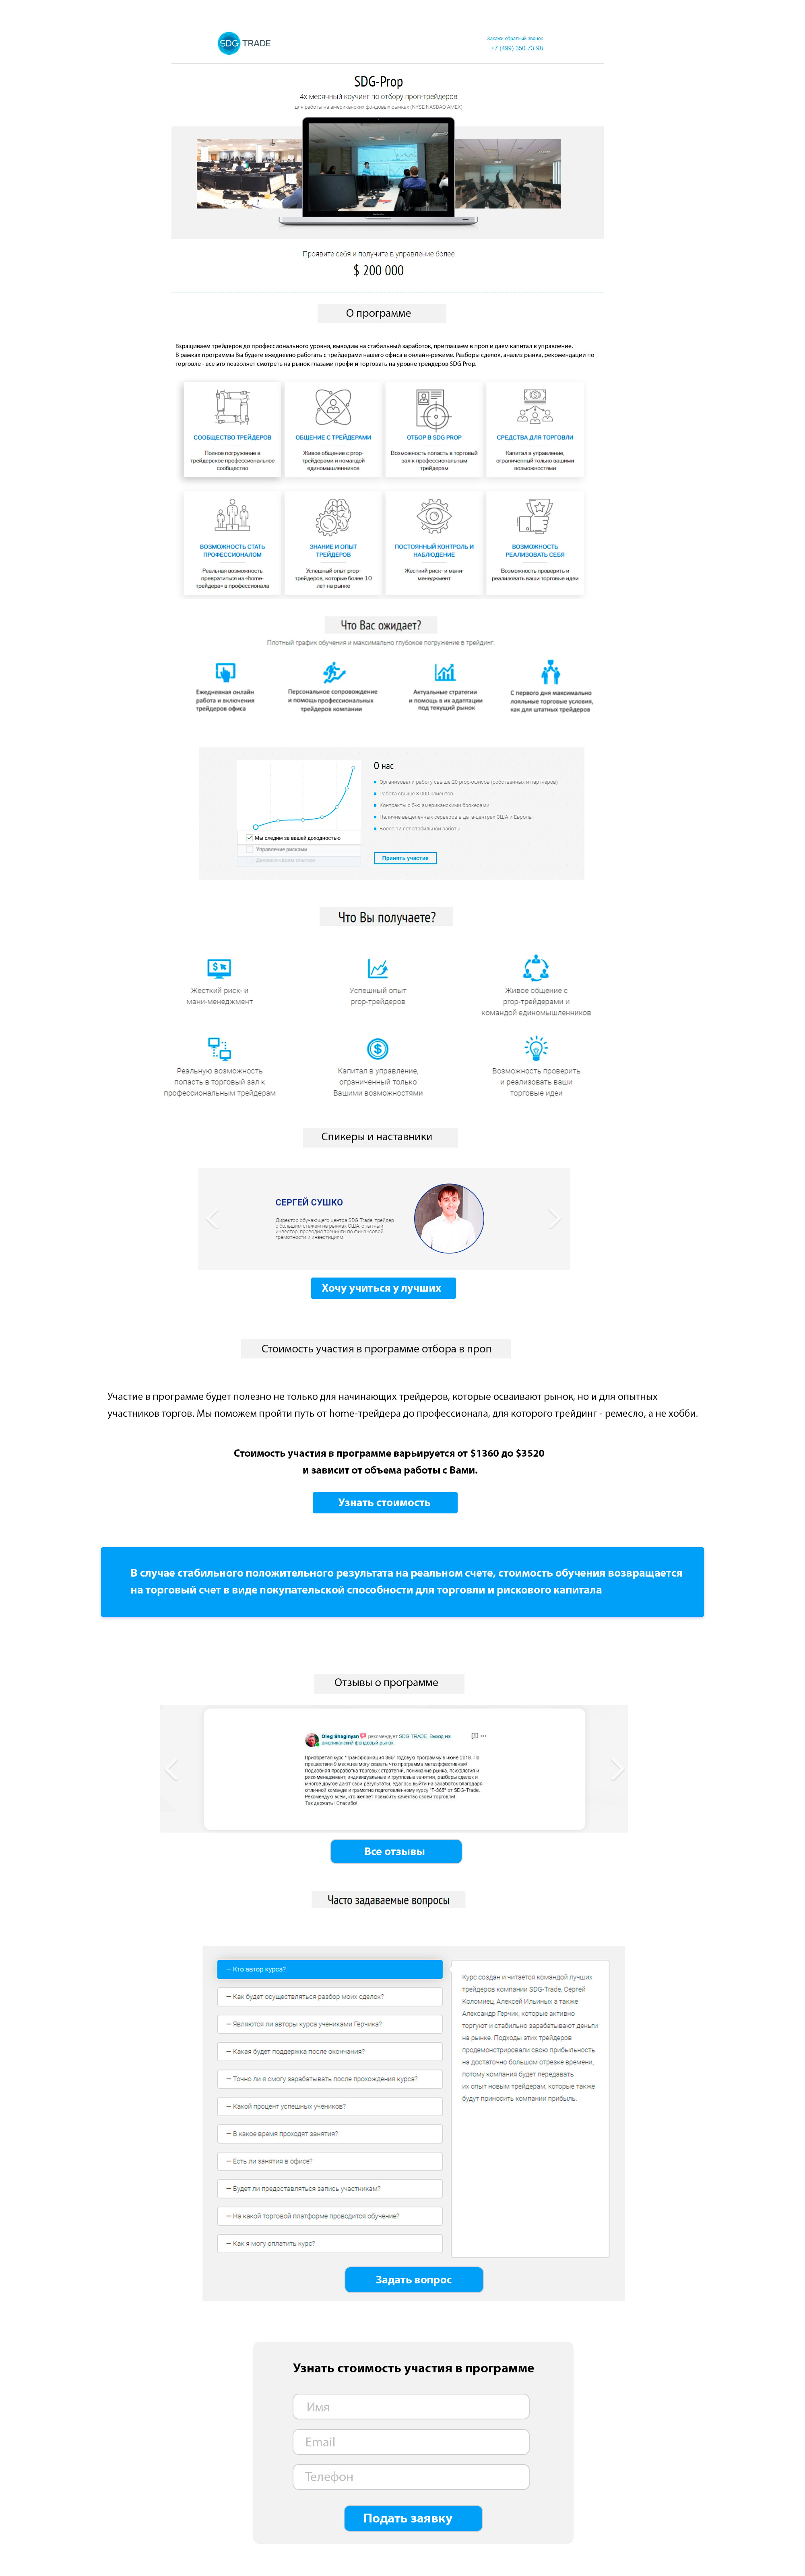 SDG TRADE
Закажи обратный звонок
+7 (499) 350-73-98
SDG-Prop
4х месячный коучинг по отбору проп-трейдеров
для работы на американских фондовых рынках (NYSE NASDAQ AMEX)
Проявите себя и получите в управление более
$ 200 000
О программе
Взращиваем трейдеров до профессионального уровня, выводим на стабильный заработок, приглашаем в проп и даем капитал в управление.
В рамках программы Вы будете ежедневно работать с трейдерами нашего офиса в онлайн-режиме. Разборы сделок, анализ рынка, рекомендации по
торговле - все это позволяет смотреть на рынок глазами профи и торговать на уровне трейдеров SDG Prop.
СООБЩЕСТВО ТРЕЙДЕРОВ
Полное погружение в
трейдерское профессиональное
сообщество
ОБЩЕНИЕ С ТРЕЙДЕРАМИ
Живое общение с prop-
трейдерами и командой
единомышленников
ОТБОР В SDG PROP
Возможность попасть в торговый
зал к профессиональным
трейдерам
СРЕДСТВА ДЛЯ ТОРГОВЛИ
Капитал в управление,
ограниченный только вашими
возможностями
ВОЗМОЖНОСТЬ СТАТЬ
ПРОФЕССИОНАЛОМ
Реальная возможность
превратиться из «home-
трейдера» в профессионала
ЗНАНИЕ И ОПЫТ
ТРЕЙДЕРОВ
Успешный опыт prop-
трейдеров, которые более 10
лет на рынке
ПОСТОЯННЫЙ КОНТРОЛЬ И
НАБЛЮДЕНИЕ
Жесткий риск- и мани-
менеджмент
ВОЗМОЖНОСТЬ
РЕАЛИЗОВАТЬ СЕБЯ
Возможность проверить и
реализовать ваши торговые идеи
Что Вас ожидает?
Плотный график обучения и максимально глубокое погружение в трейдинг.
Ежедневная онлайн
работа и включения
трейдеров офиса
Персональное сопровождение
и помощь профессиональных
трейдеров компании
Актуальные стратегии
и помощь в их адаптации
под текущий рынок
С первого дня максимально
лояльные торговые условия,
как для штатных трейдеров
Мы следим за вашей доходностью
Управление рисками
Делимся своим опытом
О нас
Организовали работу свыше 20 prop-офисов (собственных и партнеров)
Работа свыше 3 000 клиентов
Контракты с 5-ю американскими брокерами
Наличие выделенных серверов в дата-центрах США и Европы
Более 12 лет стабильной работы
Принять участие
Что Вы получаете?
Жёсткий риск- и
мани-менеджмент
Успешный опыт
prop-трейдеров
Живое общение с
prop-трейдерами и
командой единомышленников
Реальную возможность
попасть в торговый зал к
профессиональным трейдерам
Капитал в управление,
ограниченный только
Вашими возможностями
Возможность проверить
и реализовать ваши
торговые идеи
Спикеры и наставники
СЕРГЕЙ СУШКО
Директор обучающего центра SDG Trade, трейдер
с большим стажем на рынках США, опытный
инвестор, проводит тренинги по финансовой
грамотности и инвестициям.
Хочу учиться у лучших
Стоимость участия в программе отбора в проп
Участие в программе будет полезно не только для начинающих трейдеров, которые осваивают рынок, но и для опытных
участников торгов. Мы поможем пройти путь от home-трейдера до профессионала, для которого трейдинг - ремесло, а не хобби.
Стоимость участия в программе варьируется от $1360 до $3520
и зависит от объема работы с Вами.
Узнать стоимость
В случае стабильного положительного результата на реальном счете, стоимость обучения возвращается
на торговый счет в виде покупательской способности для торговли и рискового капитала
Отзывы о программе
Oleg Shaginyan рекомендует SDG TRADE. Выход на
американский фондовый рынок.
Приобретал курс "Трансформация 365" годовую программу в июне 2018. По
прошествии 9 месяцев могу сказать что программа мегаэффективная!
Подробная проработка торговых стратегий, понимание рынка, психология и
риск-менеджмент, индивидуальные и групповые занятия, разборы сделок и
многое другое дают свои результаты. Удалось выйти на заработок благодаря
отличной команде и грамотно подготовленному курсу "Т-365" от SDG-Trade.
Рекомендую всем, кто желает повысить качество своей торговли!
Так держать! Спасибо!
Все отзывы
Часто задаваемые вопросы
— Кто автор курса?
— Как будет осуществляться разбор моих сделок?
— Являются ли авторы курса учениками Герчика?
— Какая будет поддержка после окончания?
— Точно ли я смогу зарабатывать после прохождения курса?
— Какой процент успешных учеников?
— В какое время проходят занятия?
— Есть ли занятия в офисе?
— Будет ли предоставляться запись участникам?
— На какой торговой платформе проводится обучение?
— Как я могу оплатить курс?
Курс создан и читается командой лучших
трейдеров компании SDG-Trade, Сергей
Коломиец, Алексей Ильиных а также
Александр Герчик, которые активно
торгуют и стабильно зарабатывают деньги
на рынке. Подходы этих трейдеров
продемонстрировали свою прибыльность
на достаточно большом отрезке времени,
потому компания будет передавать
их опыт новым трейдерам, которые также
будут приносить компании прибыль.
Задать вопрос
Узнать стоимость участия в программе
Имя
Email
Телефон
Подать заявку